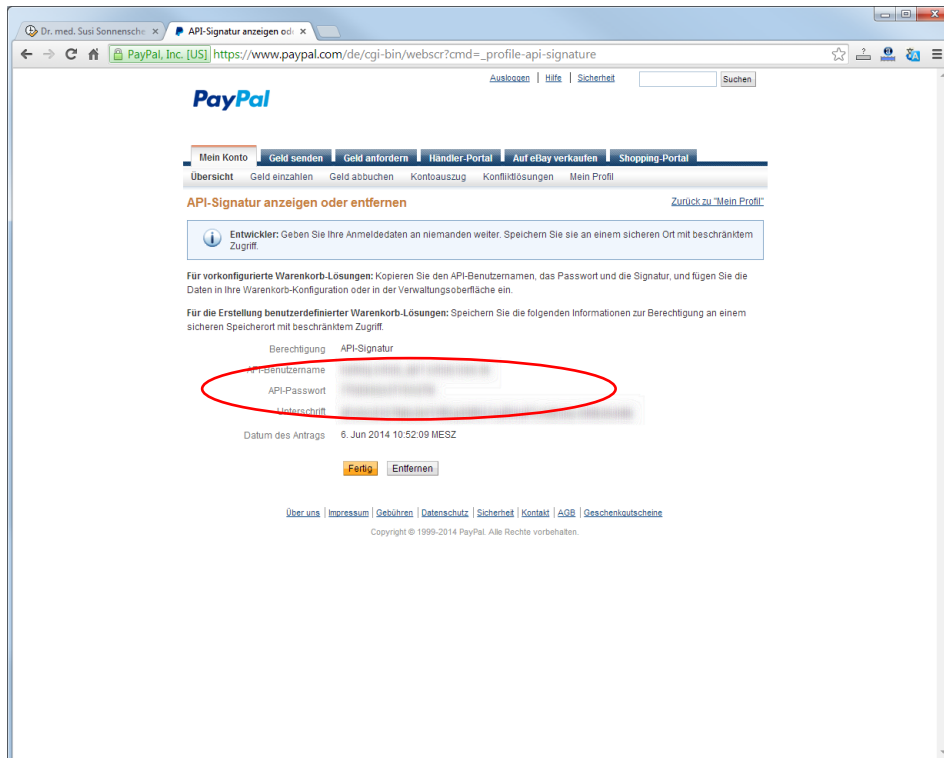 Dr. med. Susi Sonnensche
API-Signatur anzeigen ode
PayPal, Inc. [US] https://www.paypal.com/de/cgi-bin/webscr?cmd=_profile-api-signature
Ausloggen | Hilfe | Sicherheit
Suchen
PayPal
Mein Konto Geld senden Geld anfordern Händler-Portal Auf eBay verkaufen Shopping-Portal
Übersicht Geld einzahlen Geld abbuchen Kontoauszug Konfliktlösungen Mein Profil
API-Signatur anzeigen oder entfernen
Zurück zu "Mein Profil"
Entwickler: Geben Sie Ihre Anmeldedaten an niemanden weiter. Speichern Sie sie an einem sicheren Ort mit beschränktem
Zugriff.
Für vorkonfigurierte Warenkorb-Lösungen: Kopieren Sie den API-Benutzernamen, das Passwort und die Signatur, und fügen Sie die
Daten in Ihre Warenkorb-Konfiguration oder in der Verwaltungsoberfläche ein.
Für die Erstellung benutzerdefinierter Warenkorb-Lösungen: Speichern Sie die folgenden Informationen zur Berechtigung an einem
sicheren Speicherort mit beschränktem Zugriff.
Berechtigung API-Signatur
API-Benutzername
API-Passwort
Unterschrift
Datum des Antrags 6. Jun 2014 10:52:09 MESZ
Fertig Entfernen
Über uns | Impressum | Gebühren | Datenschutz | Sicherheit | Kontakt | AGB | Geschenkgutscheine
Copyright © 1999-2014 PayPal. Alle Rechte vorbehalten.